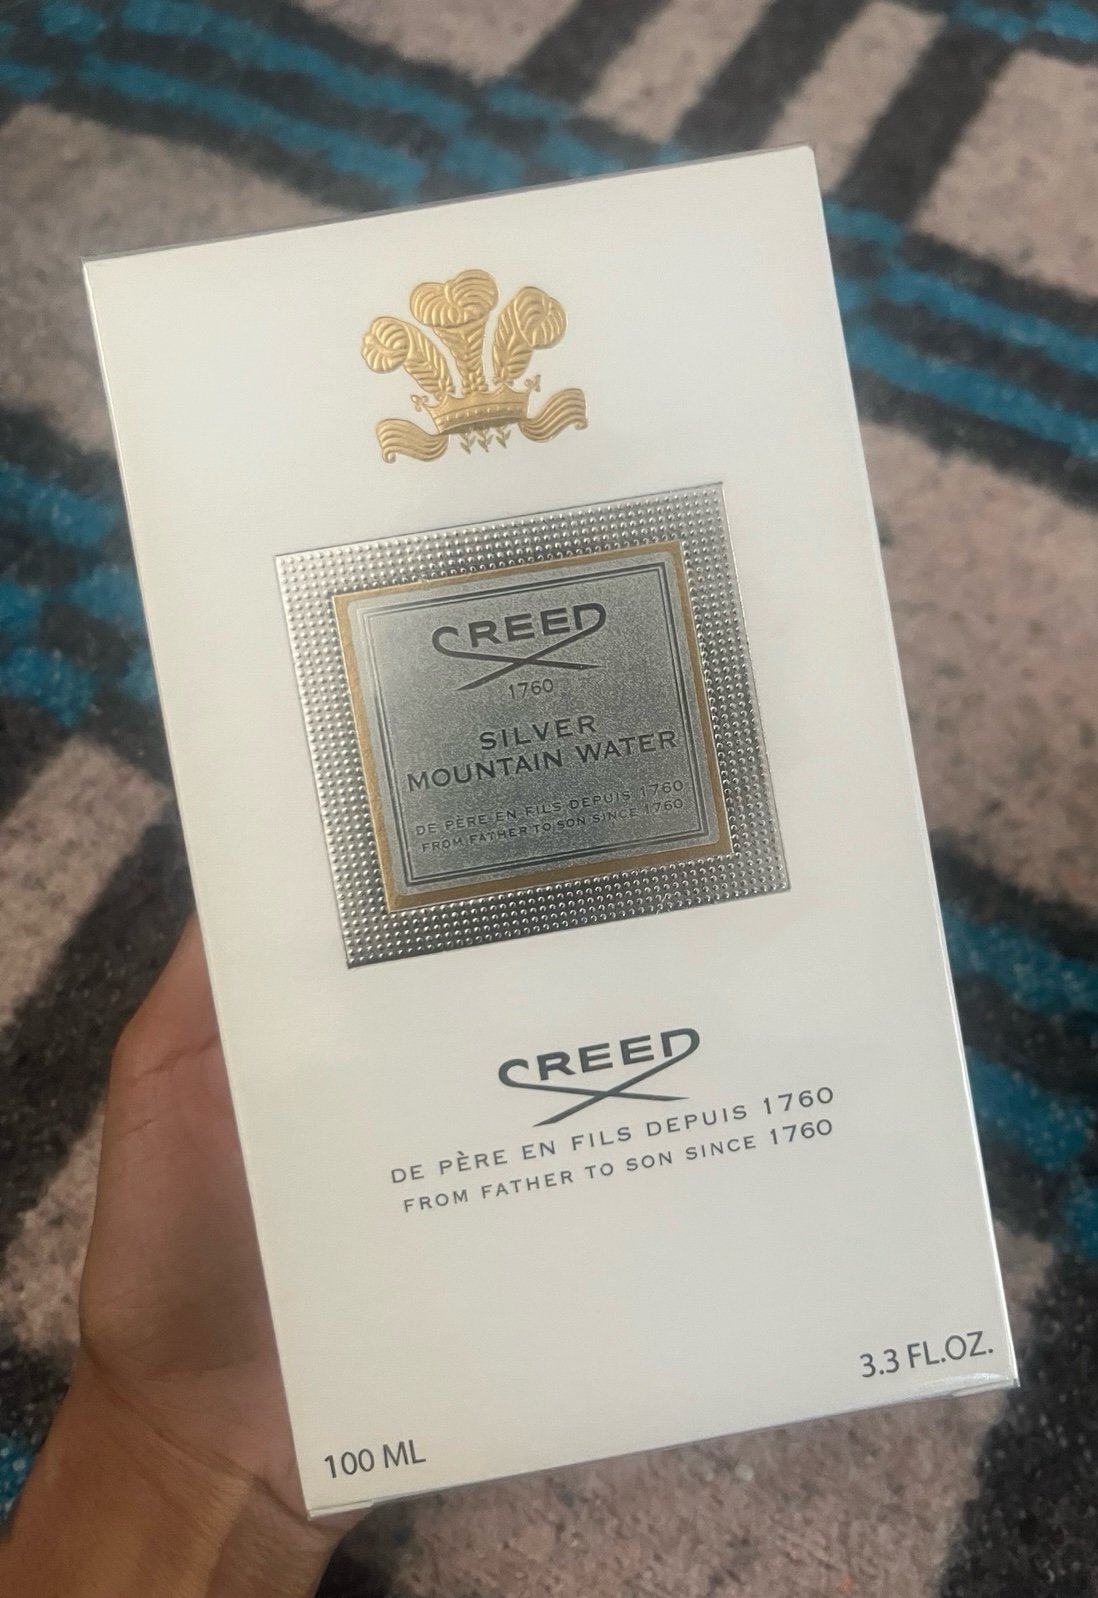 CREED
1760
SILVER
MOUNTAIN WATER
DE PÈRE EN FILS DEPUIS 1760
FROM FATHER TO SON SINCE 1760
CREED
DE PÈRE EN FILS DEPUIS 1760
FROM FATHER TO SON SINCE 1760
100 ML
3.3 FL.OZ.